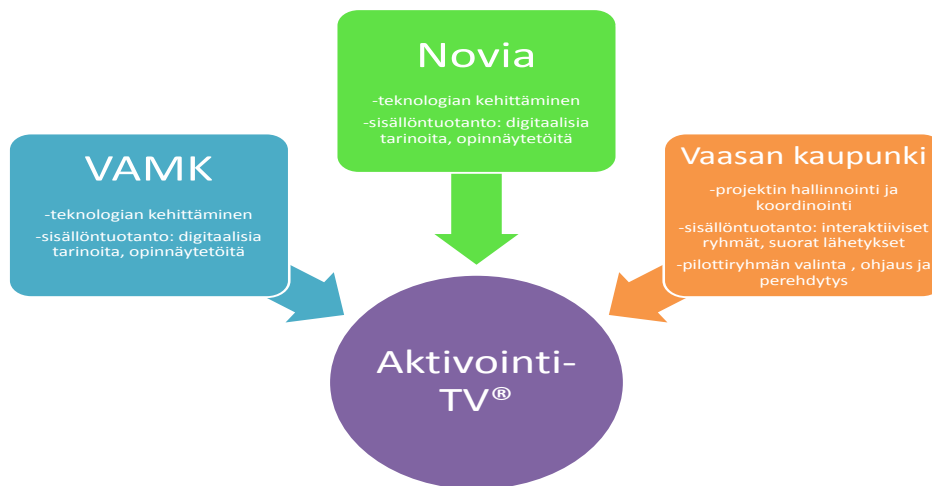 Novia
-teknologian kehittäminen
-sisällöntuotanto: digitaalisia
tarinoita, opinnäytetöitä
VAMK
-teknologian kehittäminen
-sisällöntuotanto: digitaalisia
tarinoita, opinnäytetöitä
Vaasan kaupunki
-projektin hallinnointi ja
koordinointi
-sisällöntuotanto: interaktiiviset
ryhmät, suorat lähetykset
-pilottiryhmän valinta , ohjaus ja
perehdytys
Aktivointi-
TV®